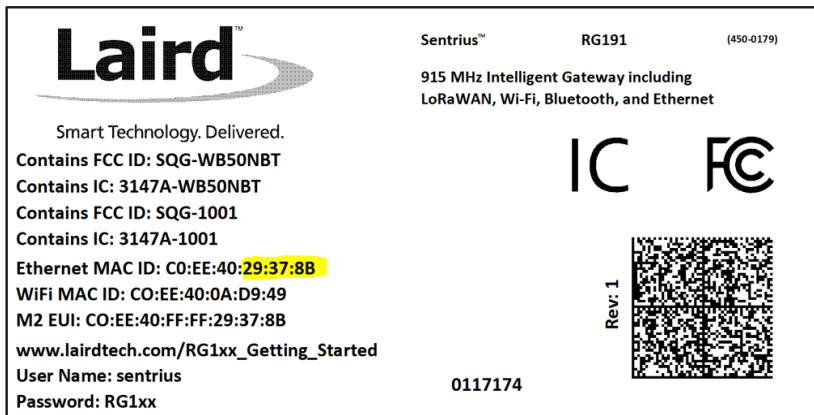 Laird™
Smart Technology. Delivered.
Sentrius™ RG191 (450-0179)
915 MHz Intelligent Gateway including
LoRaWAN, Wi-Fi, Bluetooth, and Ethernet
IC FC
Contains FCC ID: SQG-WB50NBT
Contains IC: 3147A-WB50NBT
Contains FCC ID: SQG-1001
Contains IC: 3147A-1001
Ethernet MAC ID: C0:EE:40:29:37:8B
WiFi MAC ID: CO:EE:40:0A:D9:49
M2 EUI: CO:EE:40:FF:FF:29:37:8B
www.lairdtech.com/RG1xx_Getting_Started
User Name: sentrius
Password: RG1xx
Rev: 1
0117174